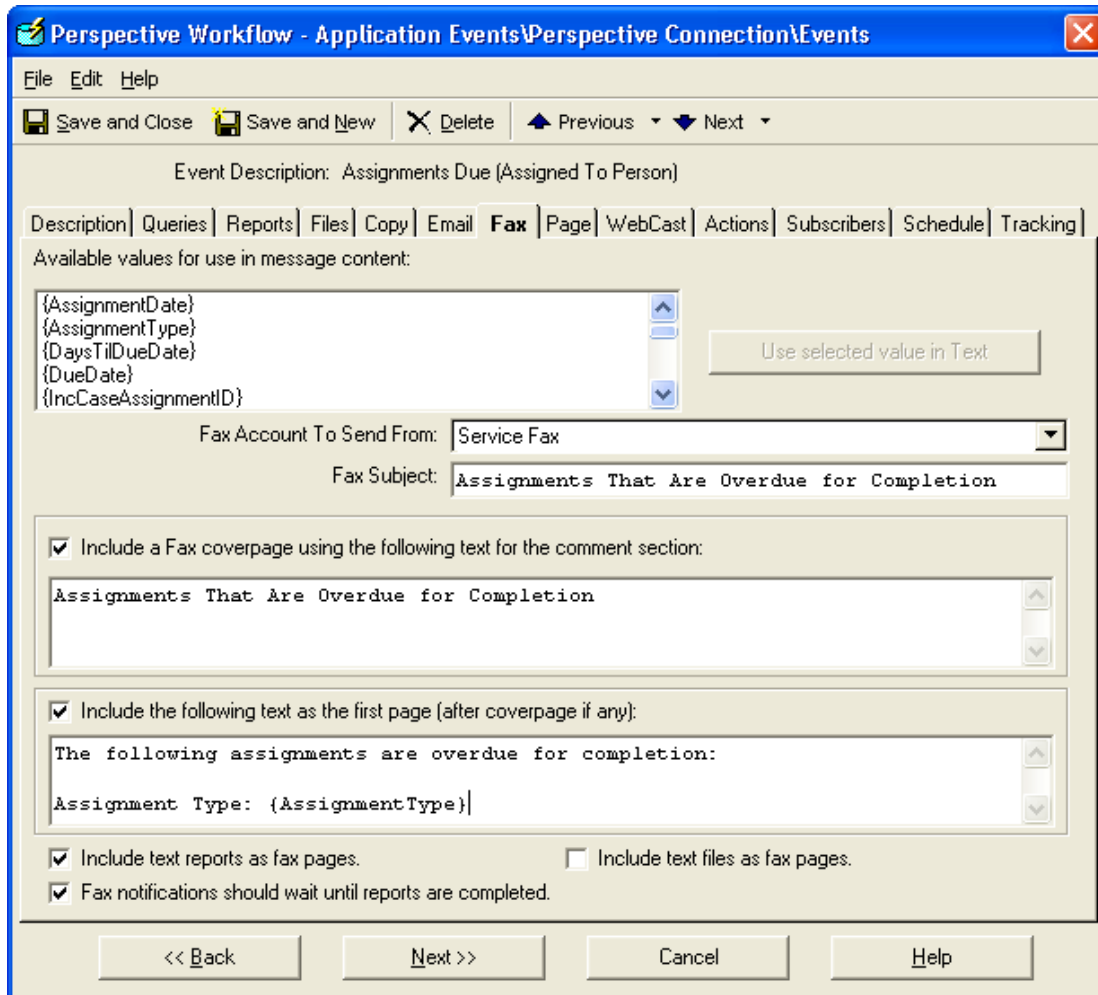 Perspective Workflow - Application Events\Perspective Connection\Events
File Edit Help
Save and Close Save and New Delete Previous Next
Event Description: Assignments Due (Assigned To Person)
Description Queries Reports Files Copy Email Fax Page WebCast Actions Subscribers Schedule Tracking
Available values for use in message content:
{AssignmentDate}
{AssignmentType}
{DaysTilDueDate}
{DueDate}
{IncCaseAssignmentID}
Use selected value in Text
Fax Account To Send From: Service Fax
Fax Subject: Assignments That Are Overdue for Completion
Include a Fax coverpage using the following text for the comment section:
Assignments That Are Overdue for Completion
Include the following text as the first page (after coverpage if any):
The following assignments are overdue for completion:
Assignment Type: {AssignmentType}
Include text reports as fax pages. Include text files as fax pages.
Fax notifications should wait until reports are completed.
<< Back Next >> Cancel Help